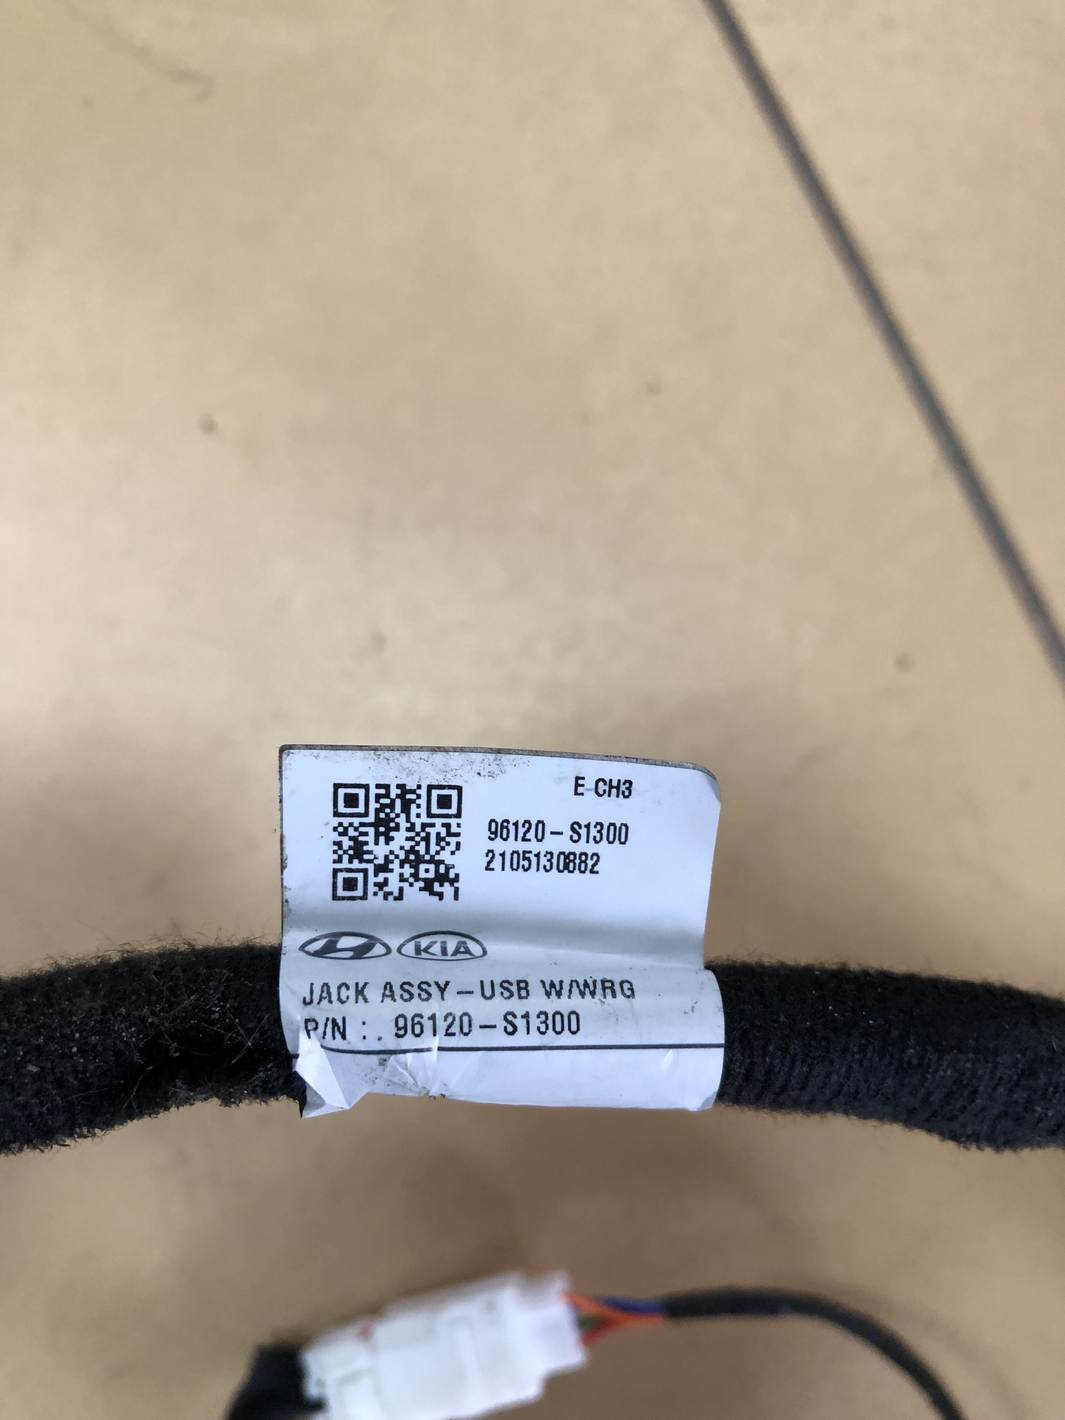 E CH3
96120-S1300
2105130882
KIA
JACK ASSY-USB W/WRG
P/N : 96120-S1300